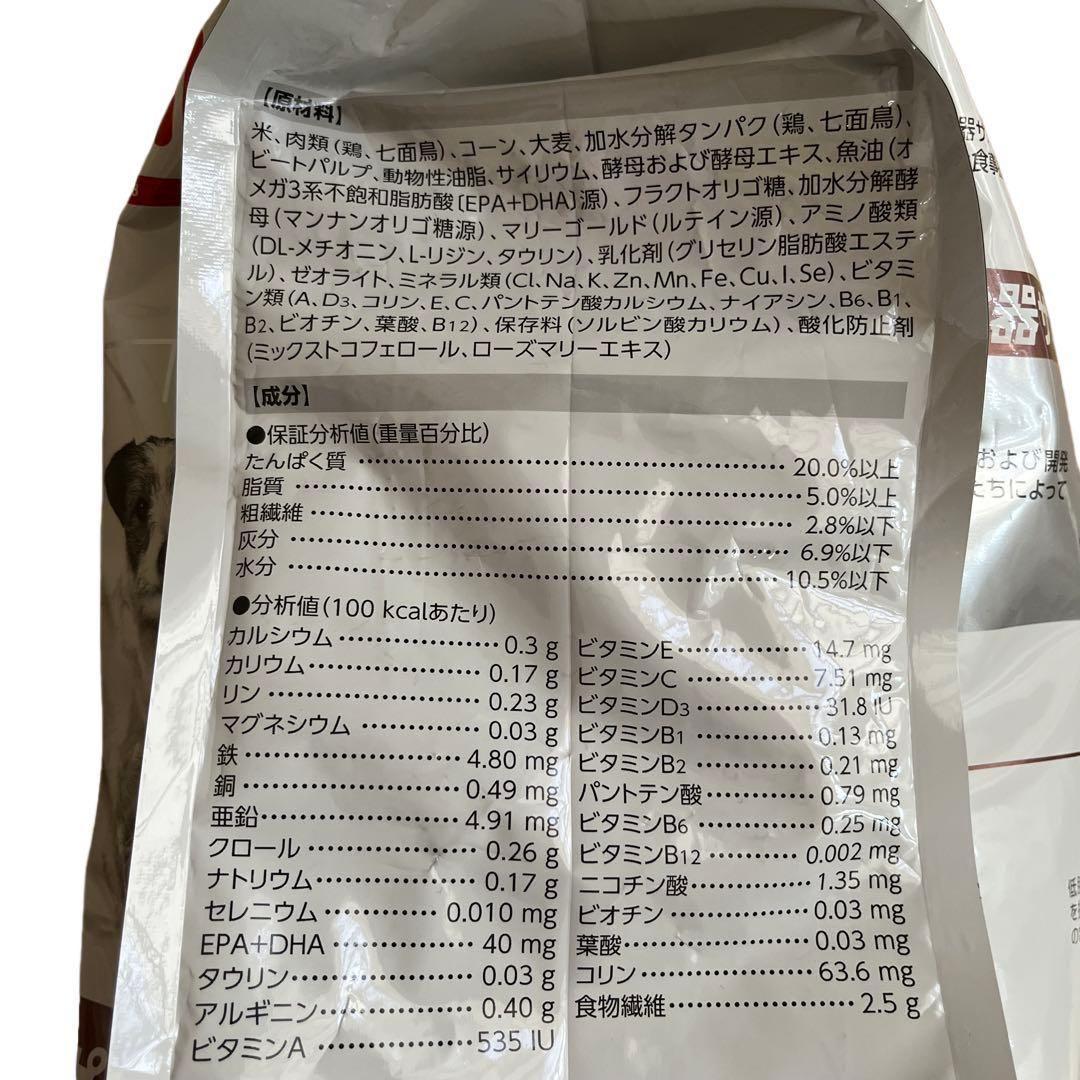 【原材料】
米、肉類(鶏、七面鳥)、コーン、大麦、加水分解タンパク(鶏、七面鳥)、
ビートパルプ、動物性油脂、サイリウム、酵母および酵母エキス、魚油(オ
メガ3系不飽和脂肪酸〔EPA+DHA〕源)、フラクトオリゴ糖、加水分解酵
母(マンナンオリゴ糖源)、マリーゴールド(ルテイン源)、アミノ酸類
(DL-メチオニン、L-リジン、タウリン)、乳化剤(グリセリン脂肪酸エステ
ル)、ゼオライト、ミネラル類(Cl、Na、K、Zn、Mn、Fe、Cu、I、Se)、ビタミ
ン類(A、D3、コリン、E、C、パントテン酸カルシウム、ナイアシン、B6、B1、
B2、ビオチン、葉酸、B12)、保存料(ソルビン酸カリウム)、酸化防止剤
(ミックストコフェロール、ローズマリーエキス)
【成分】
●保証分析値(重量百分比)
たんぱく質 20.0%以上
脂質 5.0%以上
粗繊維 2.8%以下
灰分 6.9%以下
水分 10.5%以下
●分析値(100 kcalあたり)
カルシウム 0.3 g
カリウム 0.17 g
リン 0.23 g
マグネシウム 0.03 g
鉄 4.80 mg
銅 0.49 mg
亜鉛 4.91 mg
クロール 0.26 g
ナトリウム 0.17 g
セレニウム 0.010 mg
EPA+DHA 40 mg
タウリン 0.03 g
アルギニン 0.40 g
ビタミンA 535 IU
ビタミンE 14.7 mg
ビタミンC 7.51 mg
ビタミンD3 31.8 IU
ビタミンB1 0.13 mg
ビタミンB2 0.21 mg
パントテン酸 0.79 mg
ビタミンB6 0.25 mg
ビタミンB12 0.002 mg
ニコチン酸 1.35 mg
ビオチン 0.03 mg
葉酸 0.03 mg
コリン 63.6 mg
食物繊維 2.5 g
器サ
食事
器サ
および開発
たちによって